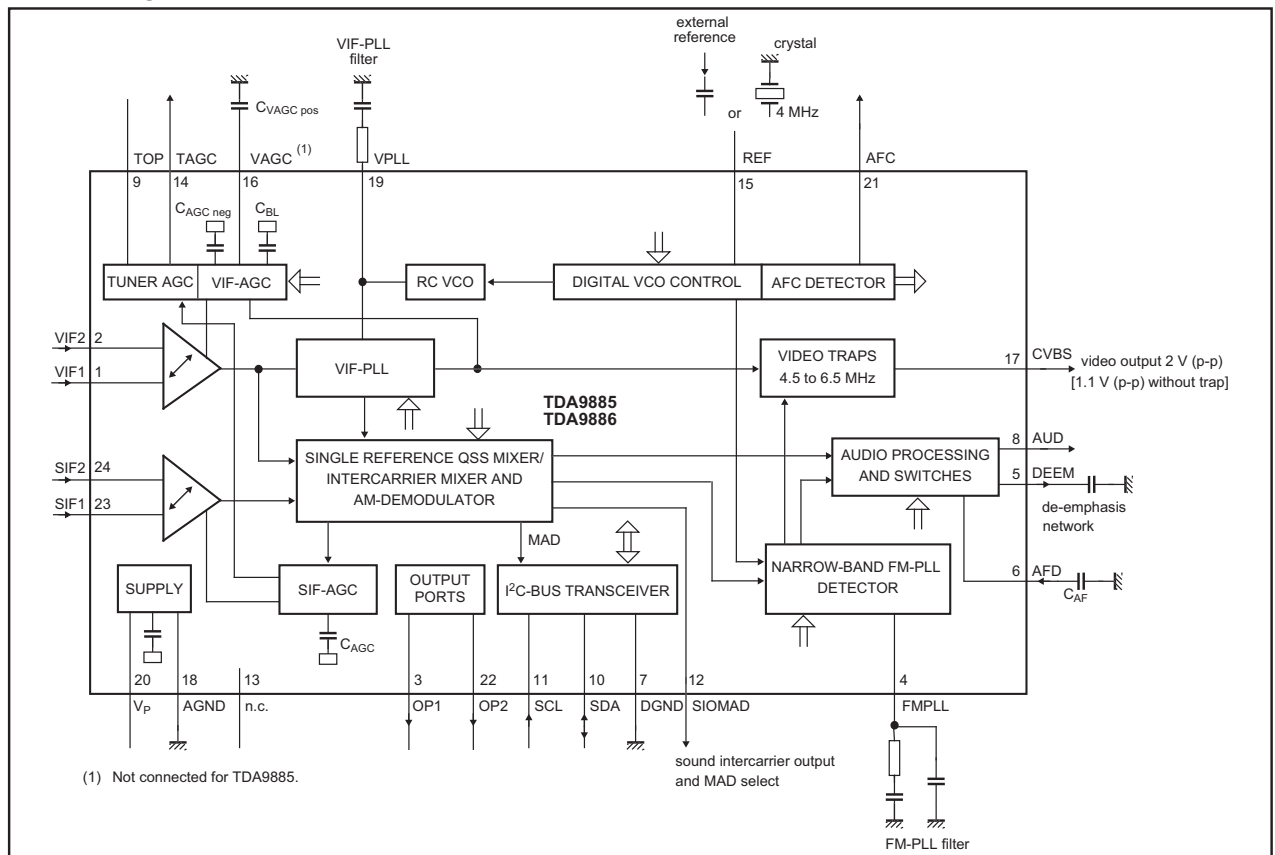 external
reference
crystal
VIF-PLL
filter
CVAGC pos
or
4 MHz
TOP
TAGC
VAGC (1)
VPLL
REF
AFC
9
14
16
19
15
21
CAGC neg
CBL
TUNER AGC
VIF-AGC
RC VCO
DIGITAL VCO CONTROL
AFC DETECTOR
VIF2
2
VIF1
1
VIF-PLL
VIDEO TRAPS
4.5 to 6.5 MHz
17
CVBS
video output 2 V (p-p)
[1.1 V (p-p) without trap]
TDA9885
TDA9886
SIF2
24
SIF1
23
SINGLE REFERENCE QSS MIXER/
INTERCARRIER MIXER AND
AM-DEMODULATOR
AUDIO PROCESSING
AND SWITCHES
8
AUD
5
DEEM
de-emphasis
network
MAD
SUPPLY
SIF-AGC
OUTPUT
PORTS
I2C-BUS TRANSCEIVER
NARROW-BAND FM-PLL
DETECTOR
6
AFD
CAF
CAGC
20
18
13
3
22
11
10
7
12
4
VP
AGND
n.c.
OP1
OP2
SCL
SDA
DGND
SIOMAD
FMPLL
sound intercarrier output
and MAD select
(1) Not connected for TDA9885.
FM-PLL filter